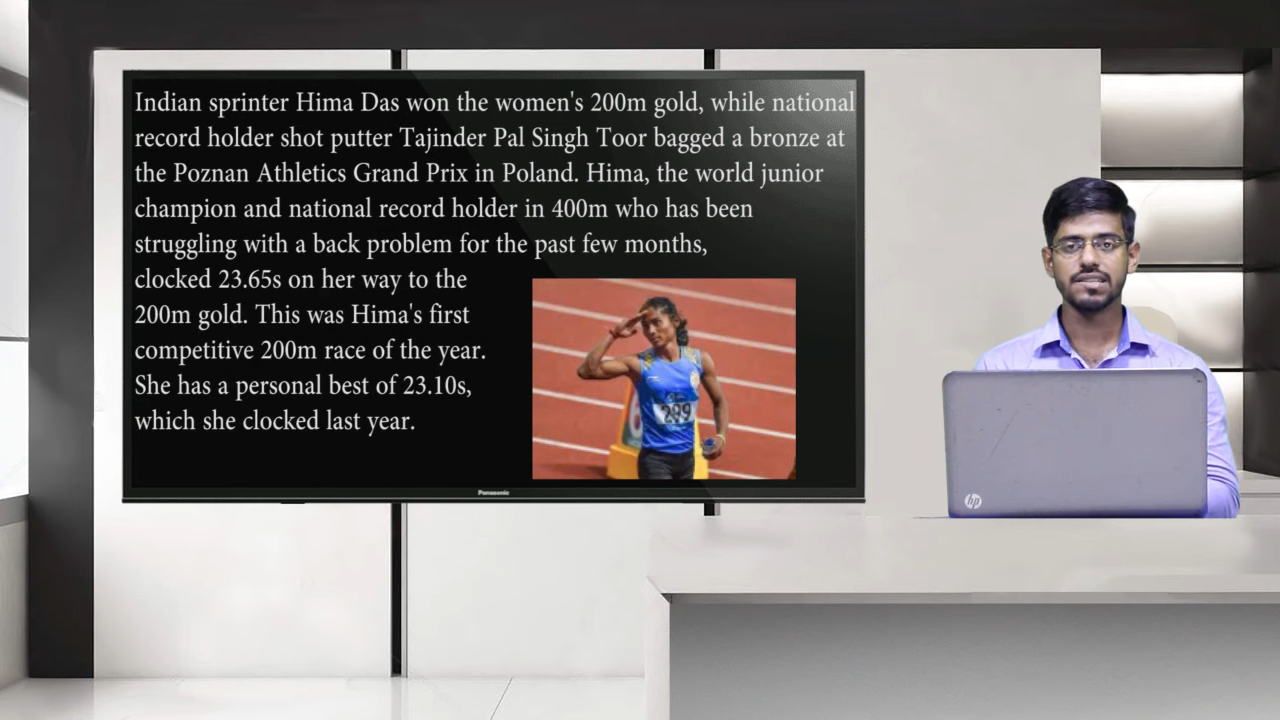 Indian sprinter Hima Das won the women's 200m gold, while national
record holder shot putter Tajinder Pal Singh Toor bagged a bronze at
the Poznan Athletics Grand Prix in Poland. Hima, the world junior
champion and national record holder in 400m who has been
struggling with a back problem for the past few months,
clocked 23.65s on her way to the
200m gold. This was Hima's first
competitive 200m race of the year.
She has a personal best of 23.10s,
which she clocked last year.
299
Panasonic
hp